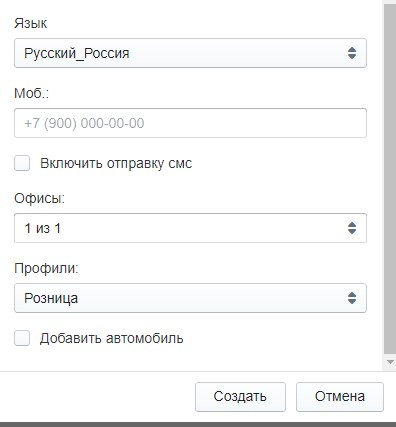 Язык
Русский_Россия
Моб.:
+7 (900) 000-00-00
Включить отправку смс
Офисы:
1 из 1
Профили:
Розница
Добавить автомобиль
Создать
Отмена